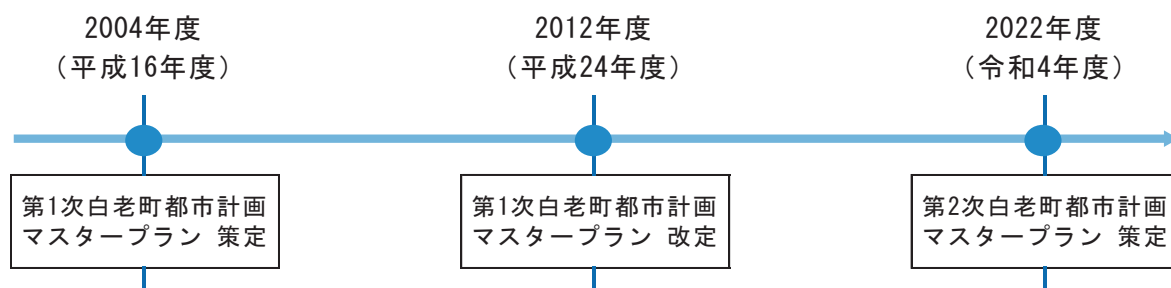 2004年度
（平成16年度）
2012年度
（平成24年度）
2022年度
（令和4年度）
第1次白老町都市計画
マスタープラン 策定
第1次白老町都市計画
マスタープラン 改定
第2次白老町都市計画
マスタープラン 策定